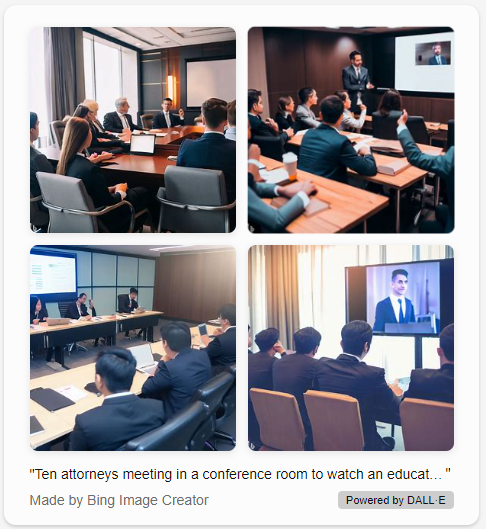 "Ten attorneys meeting in a conference room to watch an educat... "
Made by Bing Image Creator
Powered by DALL·E